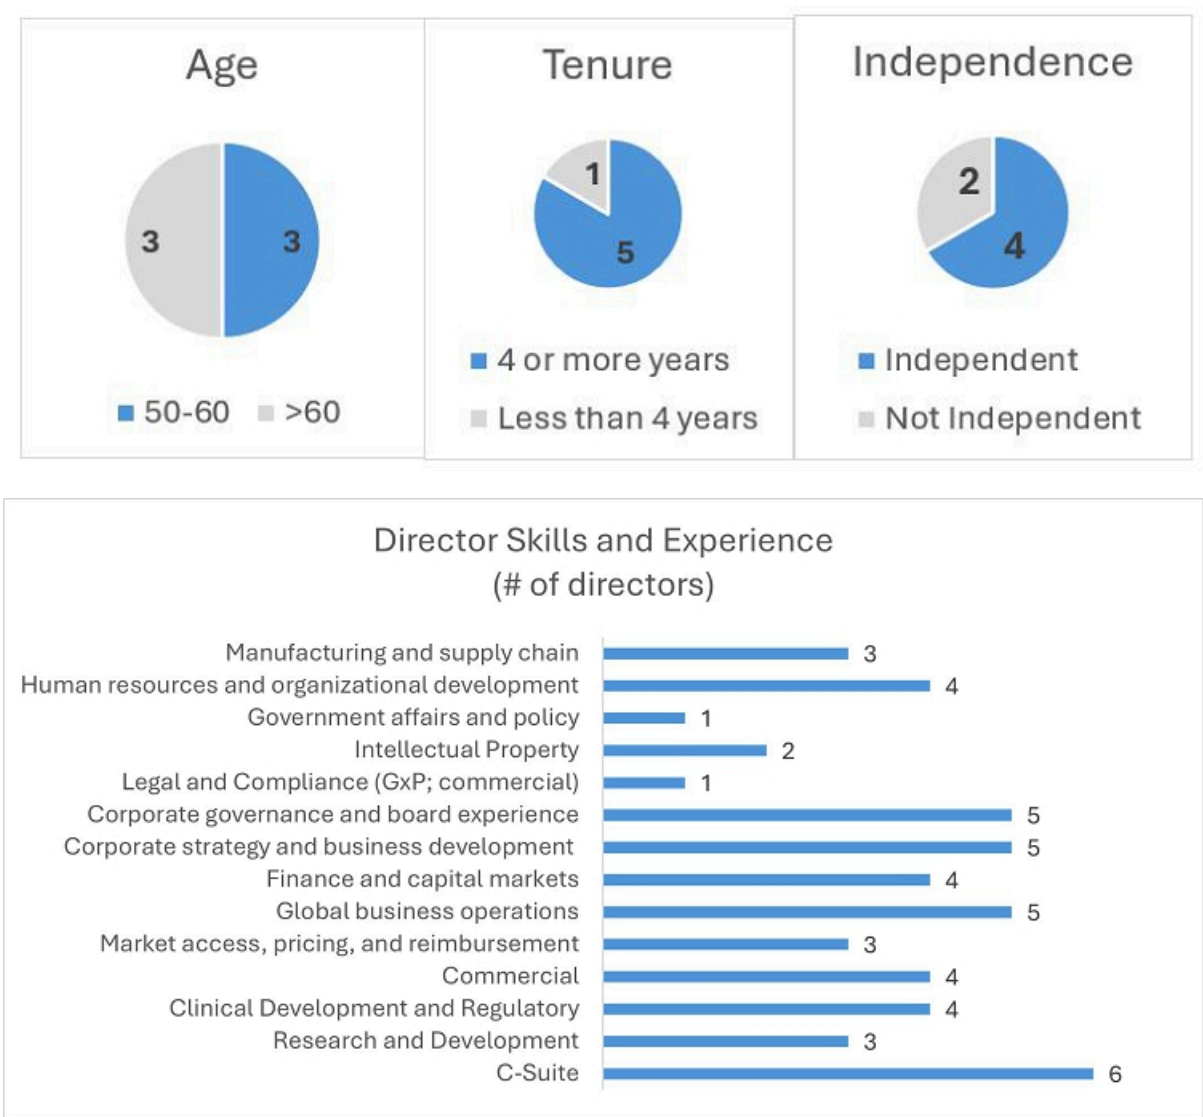 Age
3
3
50-60
>60
Tenure
1
5
4 or more years
Less than 4 years
Independence
2
4
Independent
Not Independent
Director Skills and Experience
(# of directors)
Manufacturing and supply chain 3
Human resources and organizational development 4
Government affairs and policy 1
Intellectual Property 2
Legal and Compliance (GxP; commercial) 1
Corporate governance and board experience 5
Corporate strategy and business development 5
Finance and capital markets 4
Global business operations 5
Market access, pricing, and reimbursement 3
Commercial 4
Clinical Development and Regulatory 4
Research and Development 3
C-Suite 6